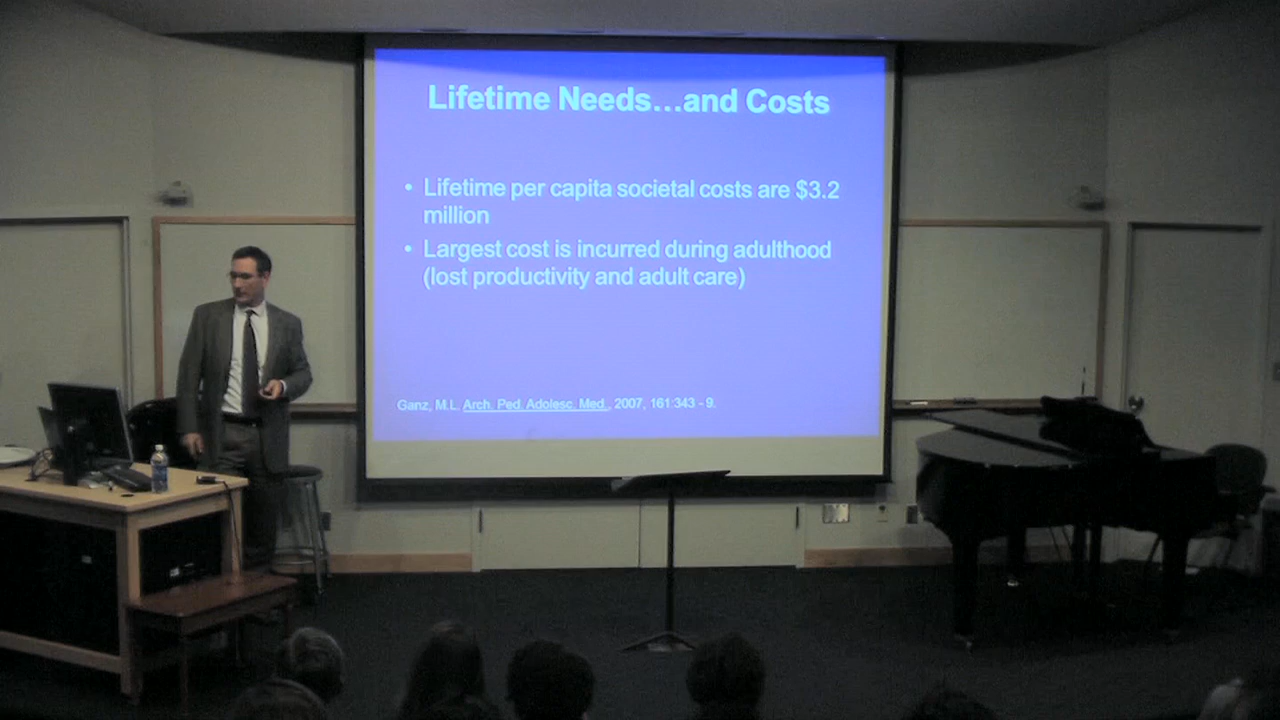 Lifetime Needs…and Costs
• Lifetime per capita societal costs are $3.2
million
• Largest cost is incurred during adulthood
(lost productivity and adult care)
Ganz, M.L. Arch. Ped. Adolesc. Med., 2007, 161:343 - 9.